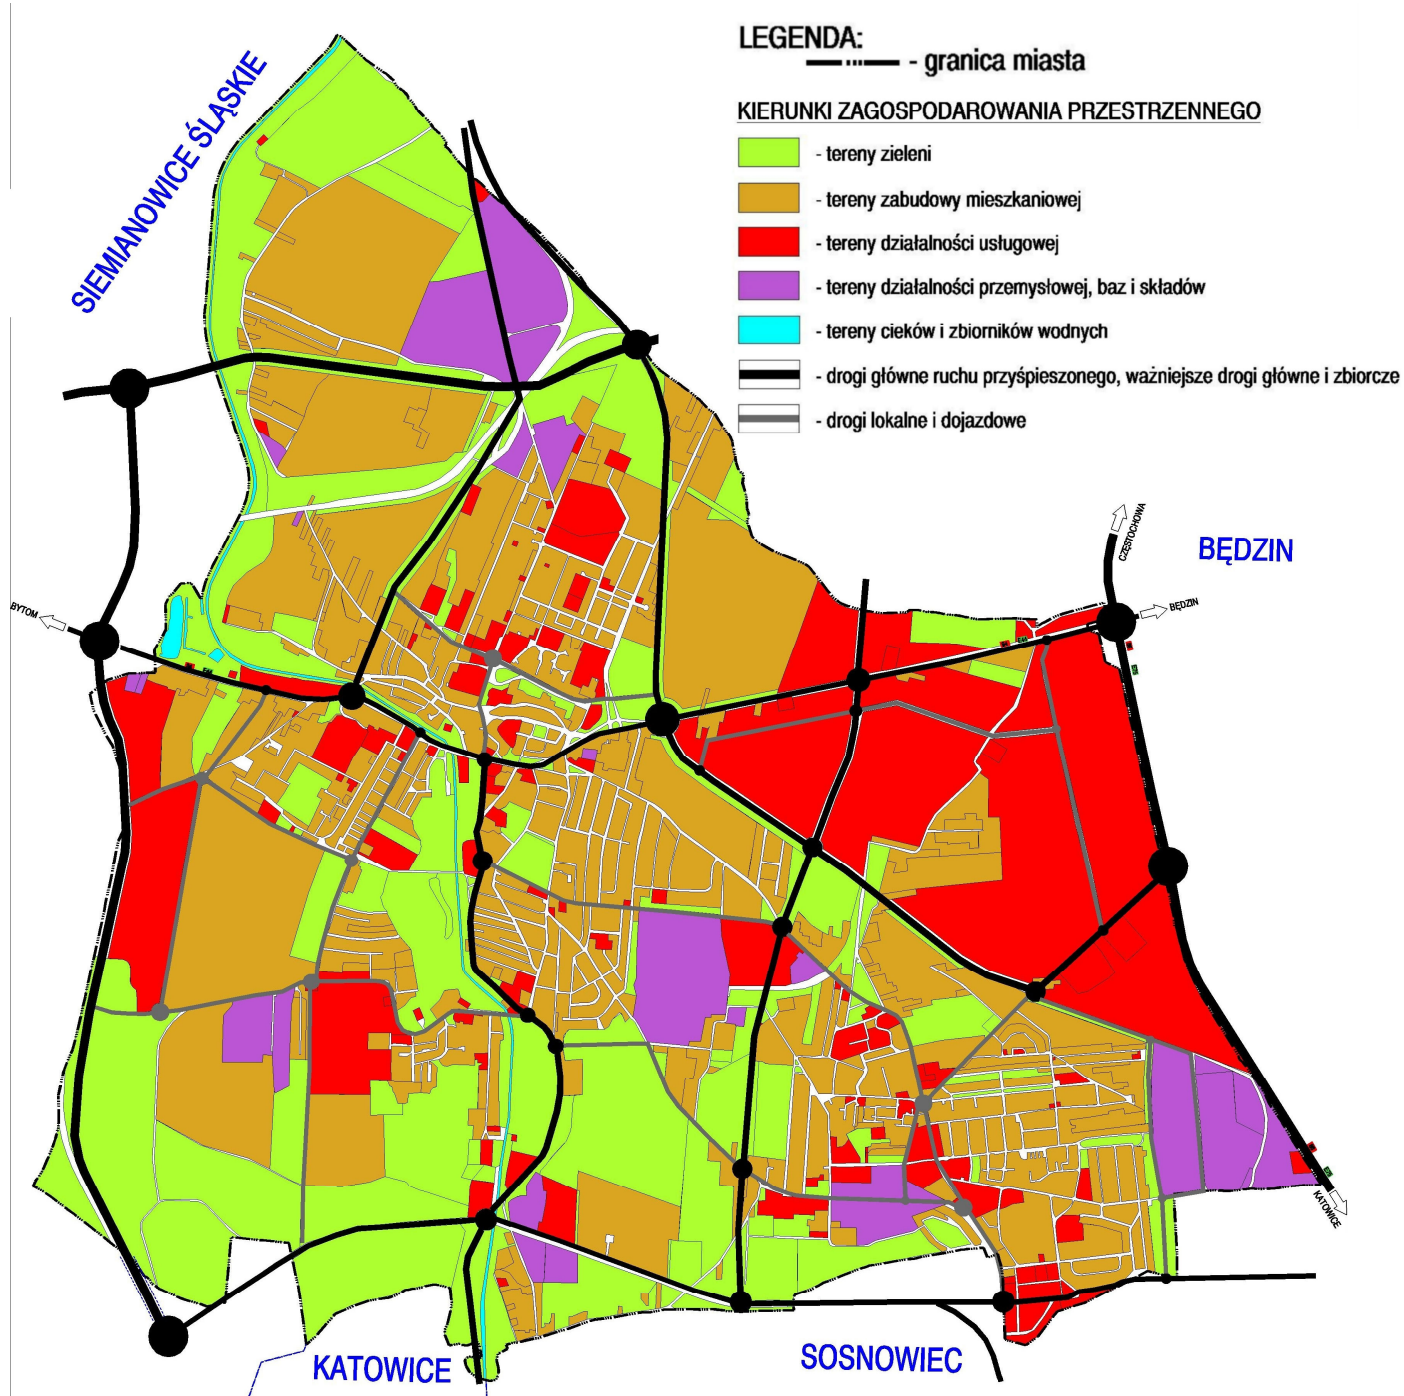 LEGENDA:
- granica miasta
KIERUNKI ZAGOSPODAROWANIA PRZESTRZENNEGO
- tereny zieleni
- tereny zabudowy mieszkaniowej
- tereny działalności usługowej
- tereny działalności przemysłowej, baz i składów
- tereny cieków i zbiorników wodnych
- drogi główne ruchu przyśpieszonego, ważniejsze drogi główne i zbiorcze
- drogi lokalne i dojazdowe
SIEMIANOWICE ŚLĄSKIE
CZĘSTOCHOWA
BĘDZIN
BĘDZIN
BYTOM
KATOWICE
KATOWICE
SOSNOWIEC